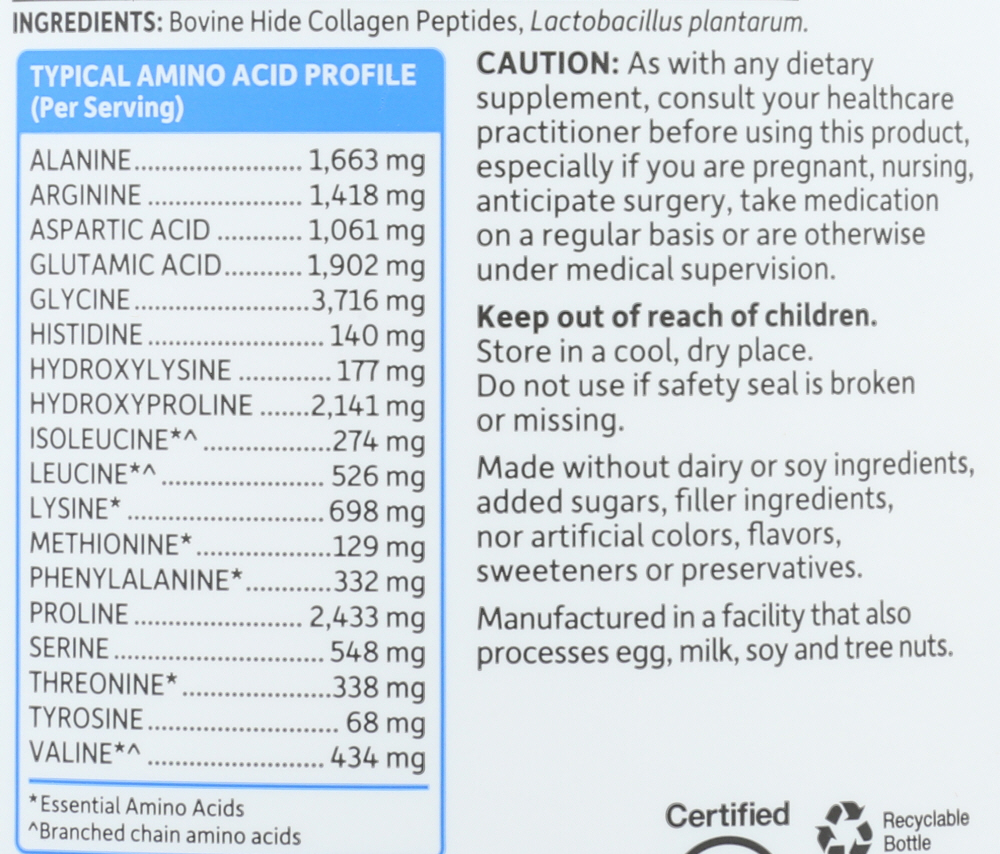 INGREDIENTS: Bovine Hide Collagen Peptides, Lactobacillus plantarum.
TYPICAL AMINO ACID PROFILE
(Per Serving)
ALANINE..................... 1,663 mg
ARGININE ................... 1,418 mg
ASPARTIC ACID ........... 1,061 mg
GLUTAMIC ACID.......... 1,902 mg
GLYCINE......................3,716 mg
HISTIDINE ...................... 140 mg
HYDROXYLYSINE ............ 177 mg
HYDROXYPROLINE .......2,141 mg
ISOLEUCINE*^ ................274 mg
LEUCINE*^..................... 526 mg
LYSINE* ......................... 698 mg
METHIONINE*.................129 mg
PHENYLALANINE*........... 332 mg
PROLINE ..................... 2,433 mg
SERINE ........................... 548 mg
THREONINE* ...................338 mg
TYROSINE........................ 68 mg
VALINE*^ ...................... 434 mg
*Essential Amino Acids
^Branched chain amino acids
CAUTION: As with any dietary
supplement, consult your healthcare
practitioner before using this product,
especially if you are pregnant, nursing,
anticipate surgery, take medication
on a regular basis or are otherwise
under medical supervision.
Keep out of reach of children.
Store in a cool, dry place.
Do not use if safety seal is broken
or missing.
Made without dairy or soy ingredients,
added sugars, filler ingredients,
nor artificial colors, flavors,
sweeteners or preservatives.
Manufactured in a facility that also
processes egg, milk, soy and tree nuts.
Certified
Recyclable
Bottle